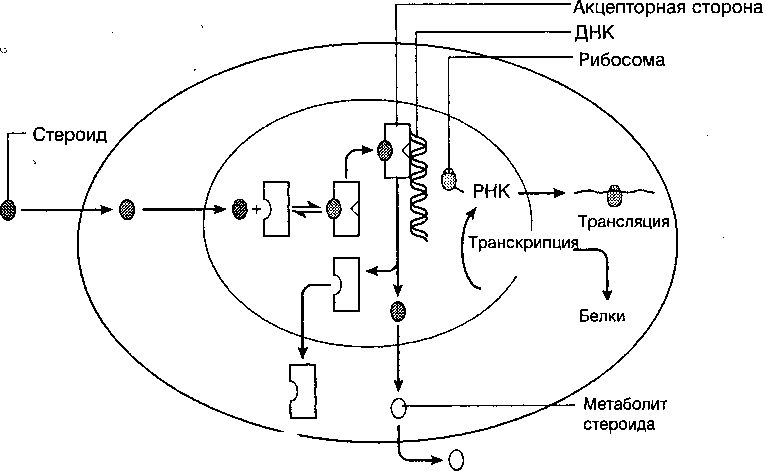 Акцепторная сторона
ДНК
Рибосома
Стероид
+
РНК
Трансляция
Транскрипция
Белки
Метаболит
стероида